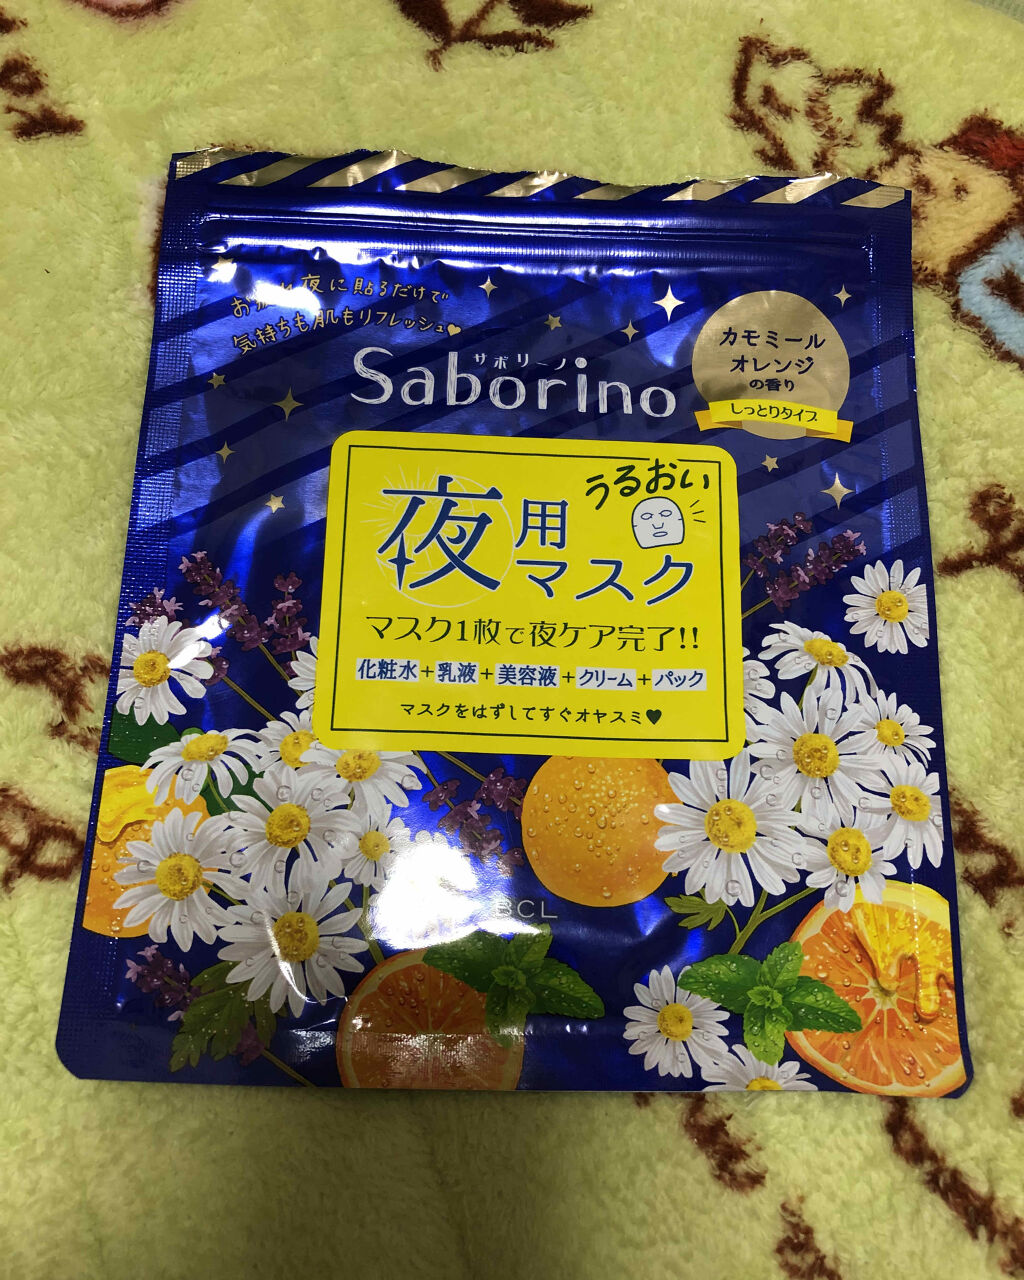 お疲れ夜に貼るだけで
気持ちも肌もリフレッシュ♥
サボリーノ
Saborino
カモミール
オレンジ
の香り
しっとりタイプ
うるおい
夜用
マスク
マスク1枚で夜ケア完了!!
化粧水+乳液+美容液+クリーム+パック
マスクをはずしてすぐオヤスミ♥
BCL